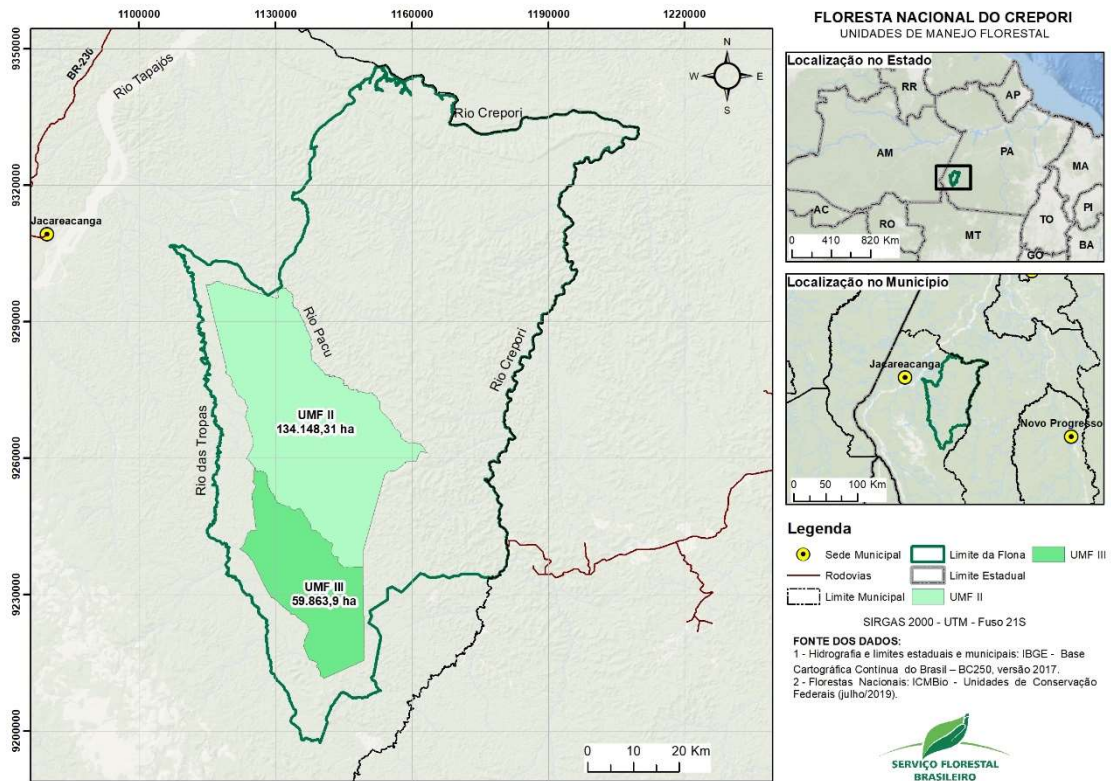 1100000
1130000
1160000
1190000
1220000
9350000
9320000
9290000
9260000
9230000
9200000
BR-230
Rio Tapajós
Rio Crepori
N
W
E
S
Jacareacanga
Rio Pacu
Rio Crepori
Rio das Tropas
UMF II
134.148,31 ha
UMF III
59.863,9 ha
0 10 20 Km
FLORESTA NACIONAL DO CREPORI
UNIDADES DE MANEJO FLORESTAL
Localização no Estado
RR
AP
AM
PA
MA
AC
RO
MT
TO
PI
BA
GO
0 410 820 Km
Localização no Município
Jacareacanga
Novo Progresso
0 50 100 Km
Legenda
Sede Municipal
Limite da Flona
UMF III
Rodovias
Limite Estadual
Limite Municipal
UMF II
SIRGAS 2000 - UTM - Fuso 21S
FONTE DOS DADOS:
1 - Hidrografia e limites estaduais e municipais: IBGE - Base
Cartográfica Contínua do Brasil – BC250, versão 2017.
2 - Florestas Nacionais: ICMBio - Unidades de Conservação
Federais (julho/2019).
SERVIÇO FLORESTAL
BRASILEIRO